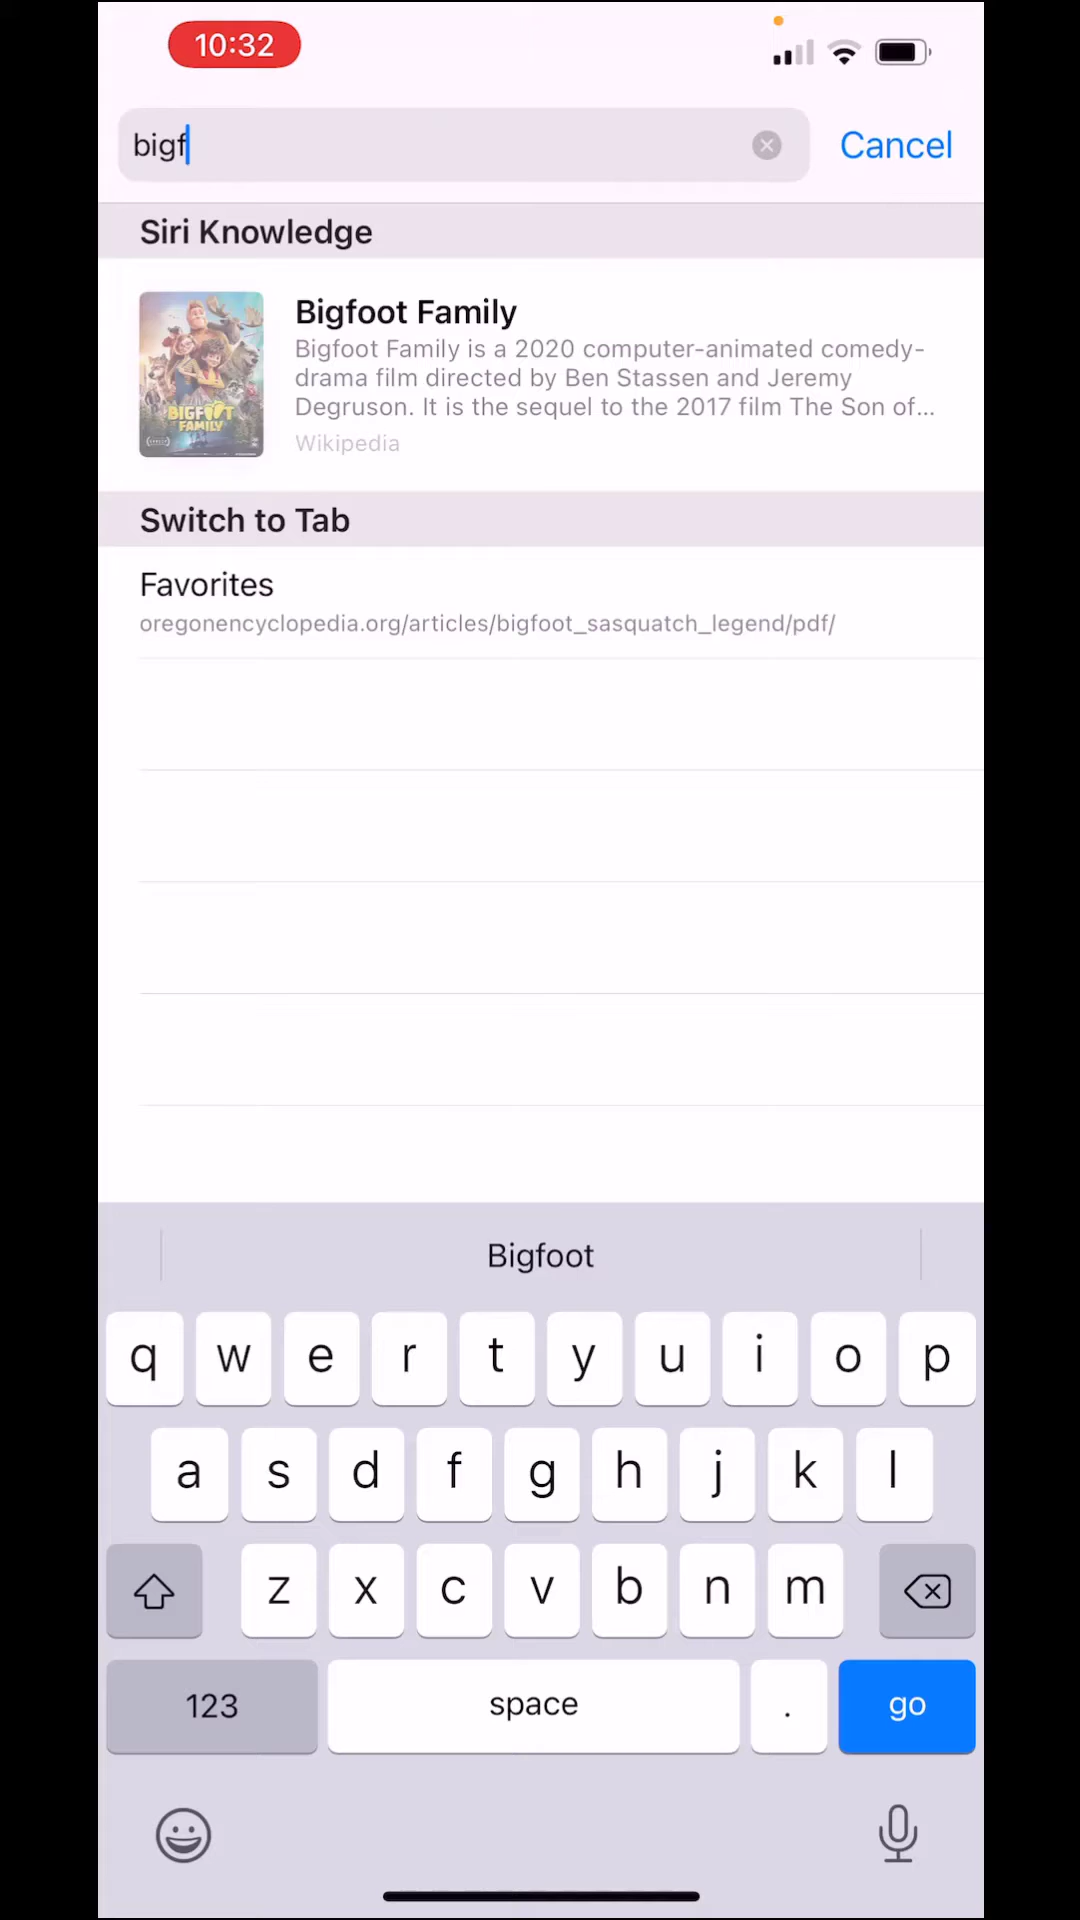 10:32
bigf
Cancel
Siri Knowledge
BIGFOOT
FAMILY
Bigfoot Family
Bigfoot Family is a 2020 computer-animated comedy-
drama film directed by Ben Stassen and Jeremy
Degruson. It is the sequel to the 2017 film The Son of...
Wikipedia
Switch to Tab
Favorites
oregonencyclopedia.org/articles/bigfoot_sasquatch_legend/pdf/
Bigfoot
q w e r t y u i o p
a s d f g h j k l
z x c v b n m
123 space . go